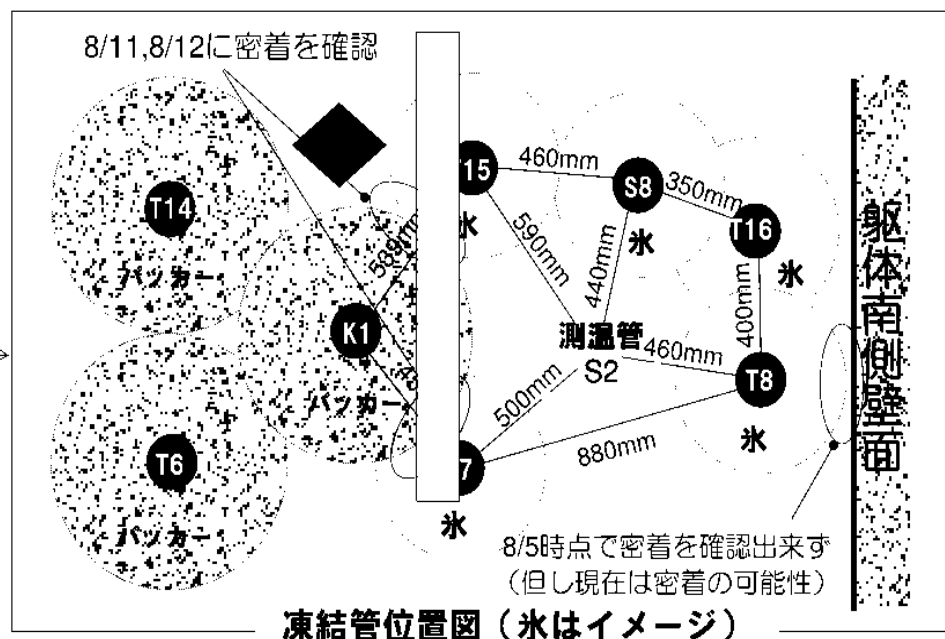 8/11,8/12に密着を確認
T14
パッカー
15
氷
460mm
S8
氷
350mm
T16
氷
590mm
440mm
400mm
K1
パッカー
測温管
S2
460mm
T8
氷
500mm
880mm
T6
パッカー
7
氷
躯体南側壁面
8/5時点で密着を確認出来ず
(但し現在は密着の可能性)
凍結管位置図(氷はイメージ)